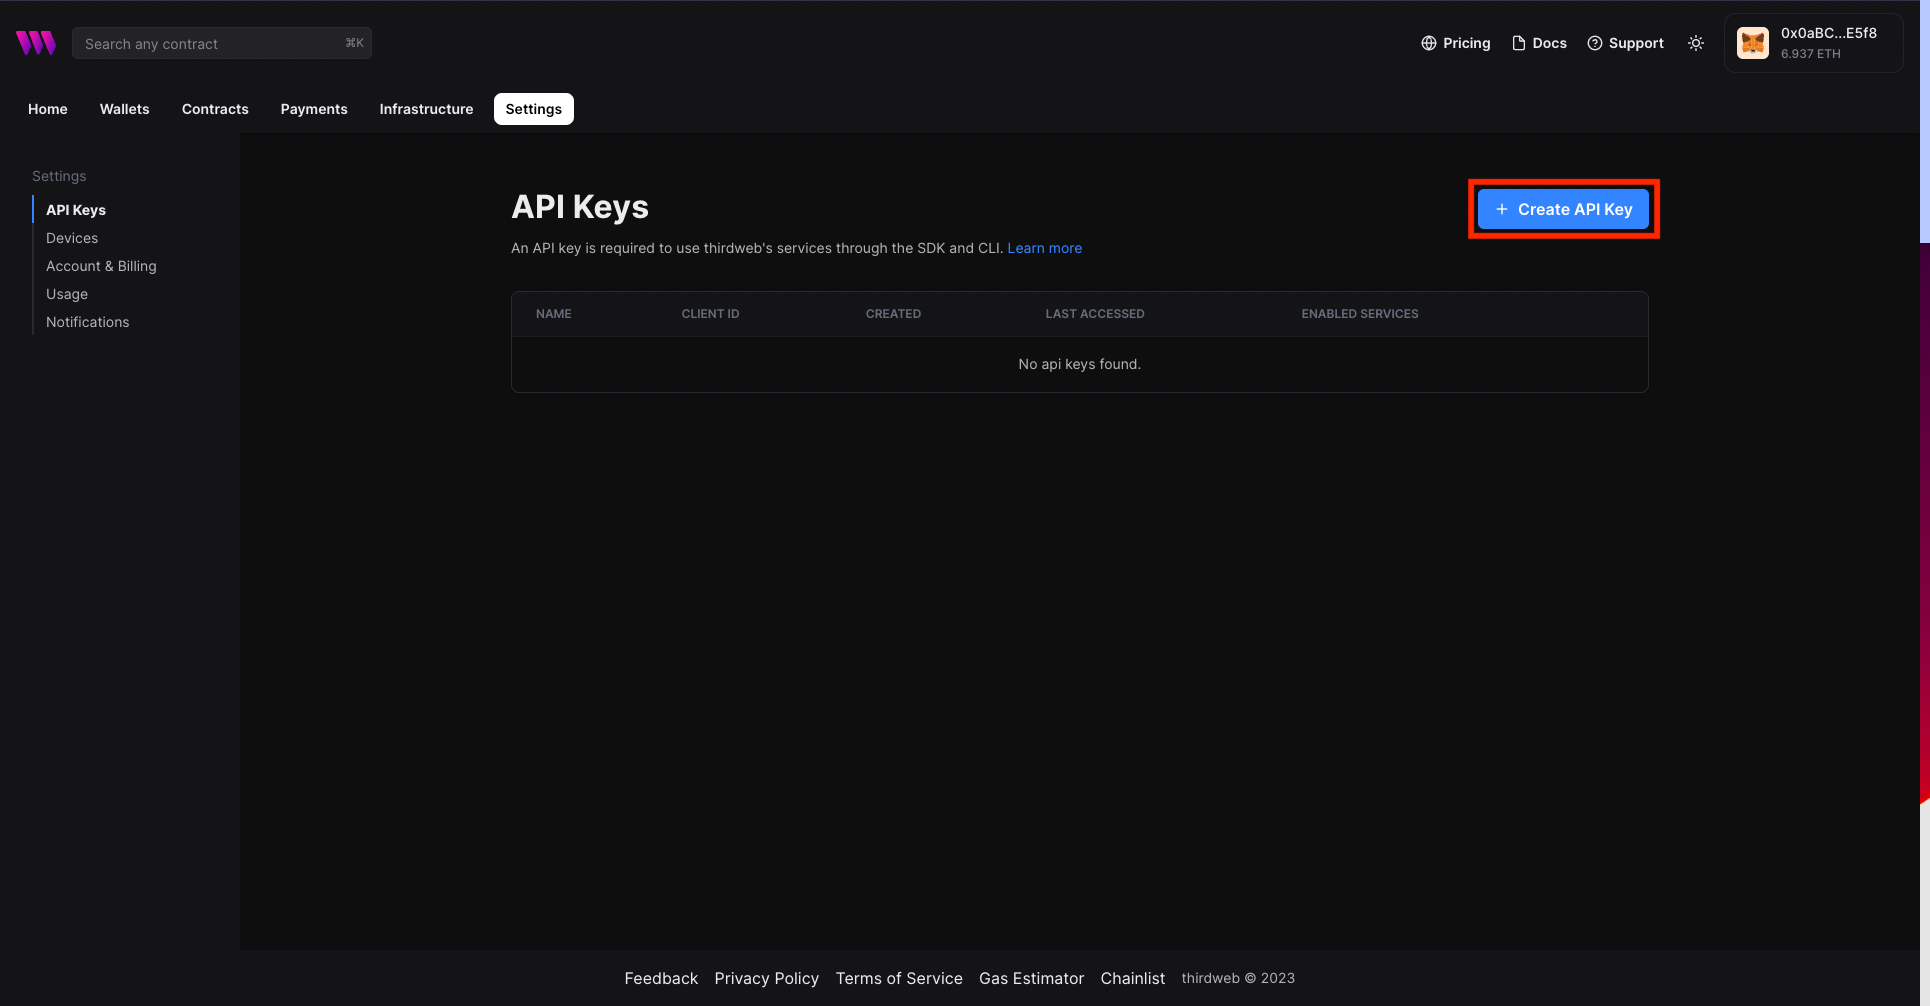 Search any contract ⌘K
Pricing Docs Support
0x0aBC...E5f8
6.937 ETH
Home Wallets Contracts Payments Infrastructure Settings
Settings
API Keys
Devices
Account & Billing
Usage
Notifications
API Keys
+ Create API Key
An API key is required to use thirdweb's services through the SDK and CLI. Learn more
NAME CLIENT ID CREATED LAST ACCESSED ENABLED SERVICES
No api keys found.
Feedback Privacy Policy Terms of Service Gas Estimator Chainlist thirdweb © 2023